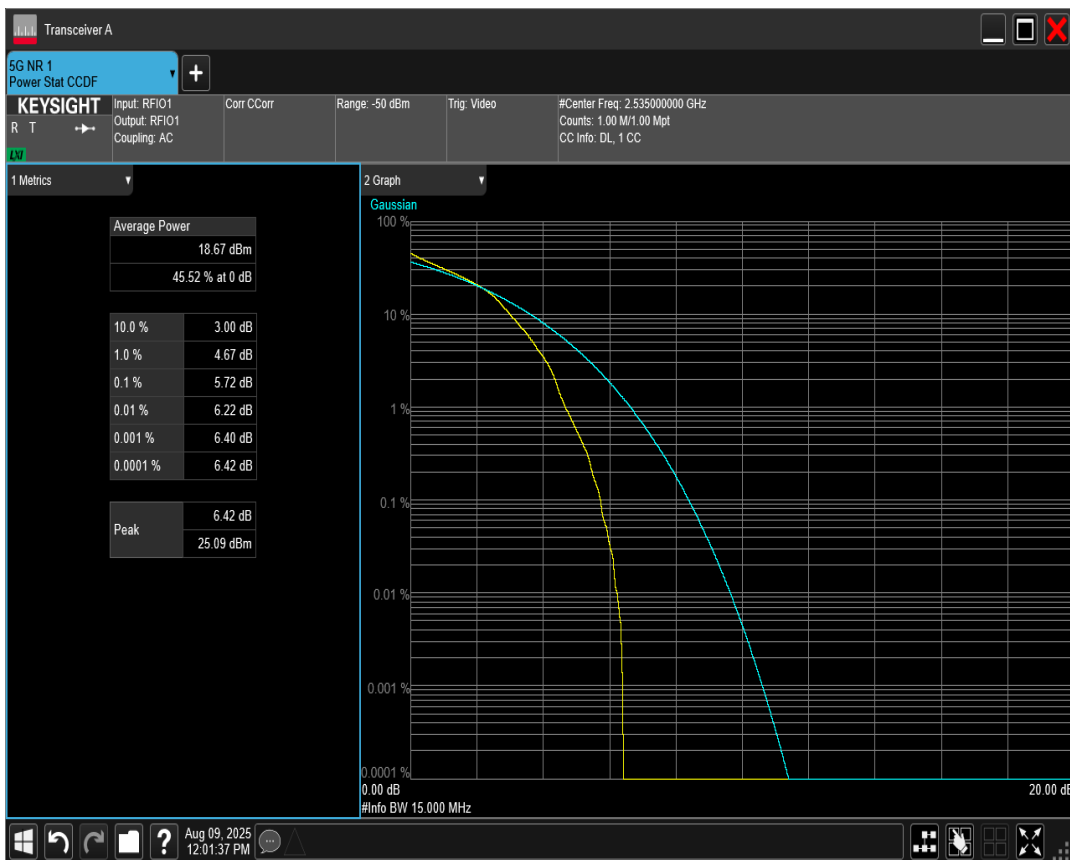 Transceiver A
5G NR 1
Power Stat CCDF
KEYSIGHT
R T
LXI
Input: RFIO1
Output: RFIO1
Coupling: AC
Corr CCorr
Range: -50 dBm
Trig: Video
#Center Freq: 2.535000000 GHz
Counts: 1.00 M/1.00 Mpt
CC Info: DL, 1 CC
1 Metrics
Average Power
18.67 dBm
45.52 % at 0 dB
10.0 % 3.00 dB
1.0 % 4.67 dB
0.1 % 5.72 dB
0.01 % 6.22 dB
0.001 % 6.40 dB
0.0001 % 6.42 dB
Peak
6.42 dB
25.09 dBm
2 Graph
Gaussian
100 %
10 %
1 %
0.1 %
0.01 %
0.001 %
0.0001 %
0.00 dB
20.00 dB
#Info BW 15.000 MHz
?
Aug 09, 2025
12:01:37 PM